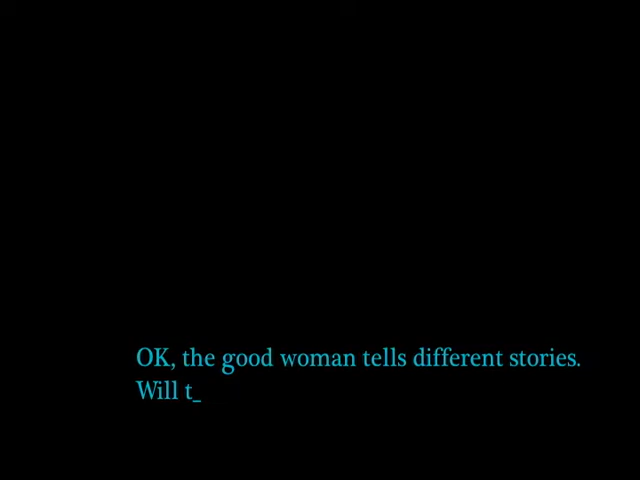 OK, the good woman tells different stories.
Will t_